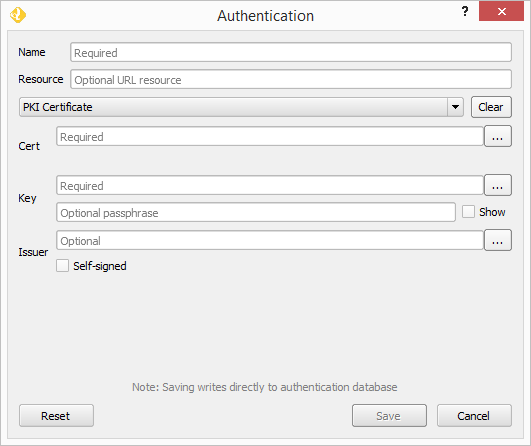 Authentication
?
Name Required
Resource Optional URL resource
PKI Certificate Clear
Cert Required ...
Key Required ...
Optional passphrase Show
Issuer Optional ...
Self-signed
Note: Saving writes directly to authentication database
Reset Save Cancel